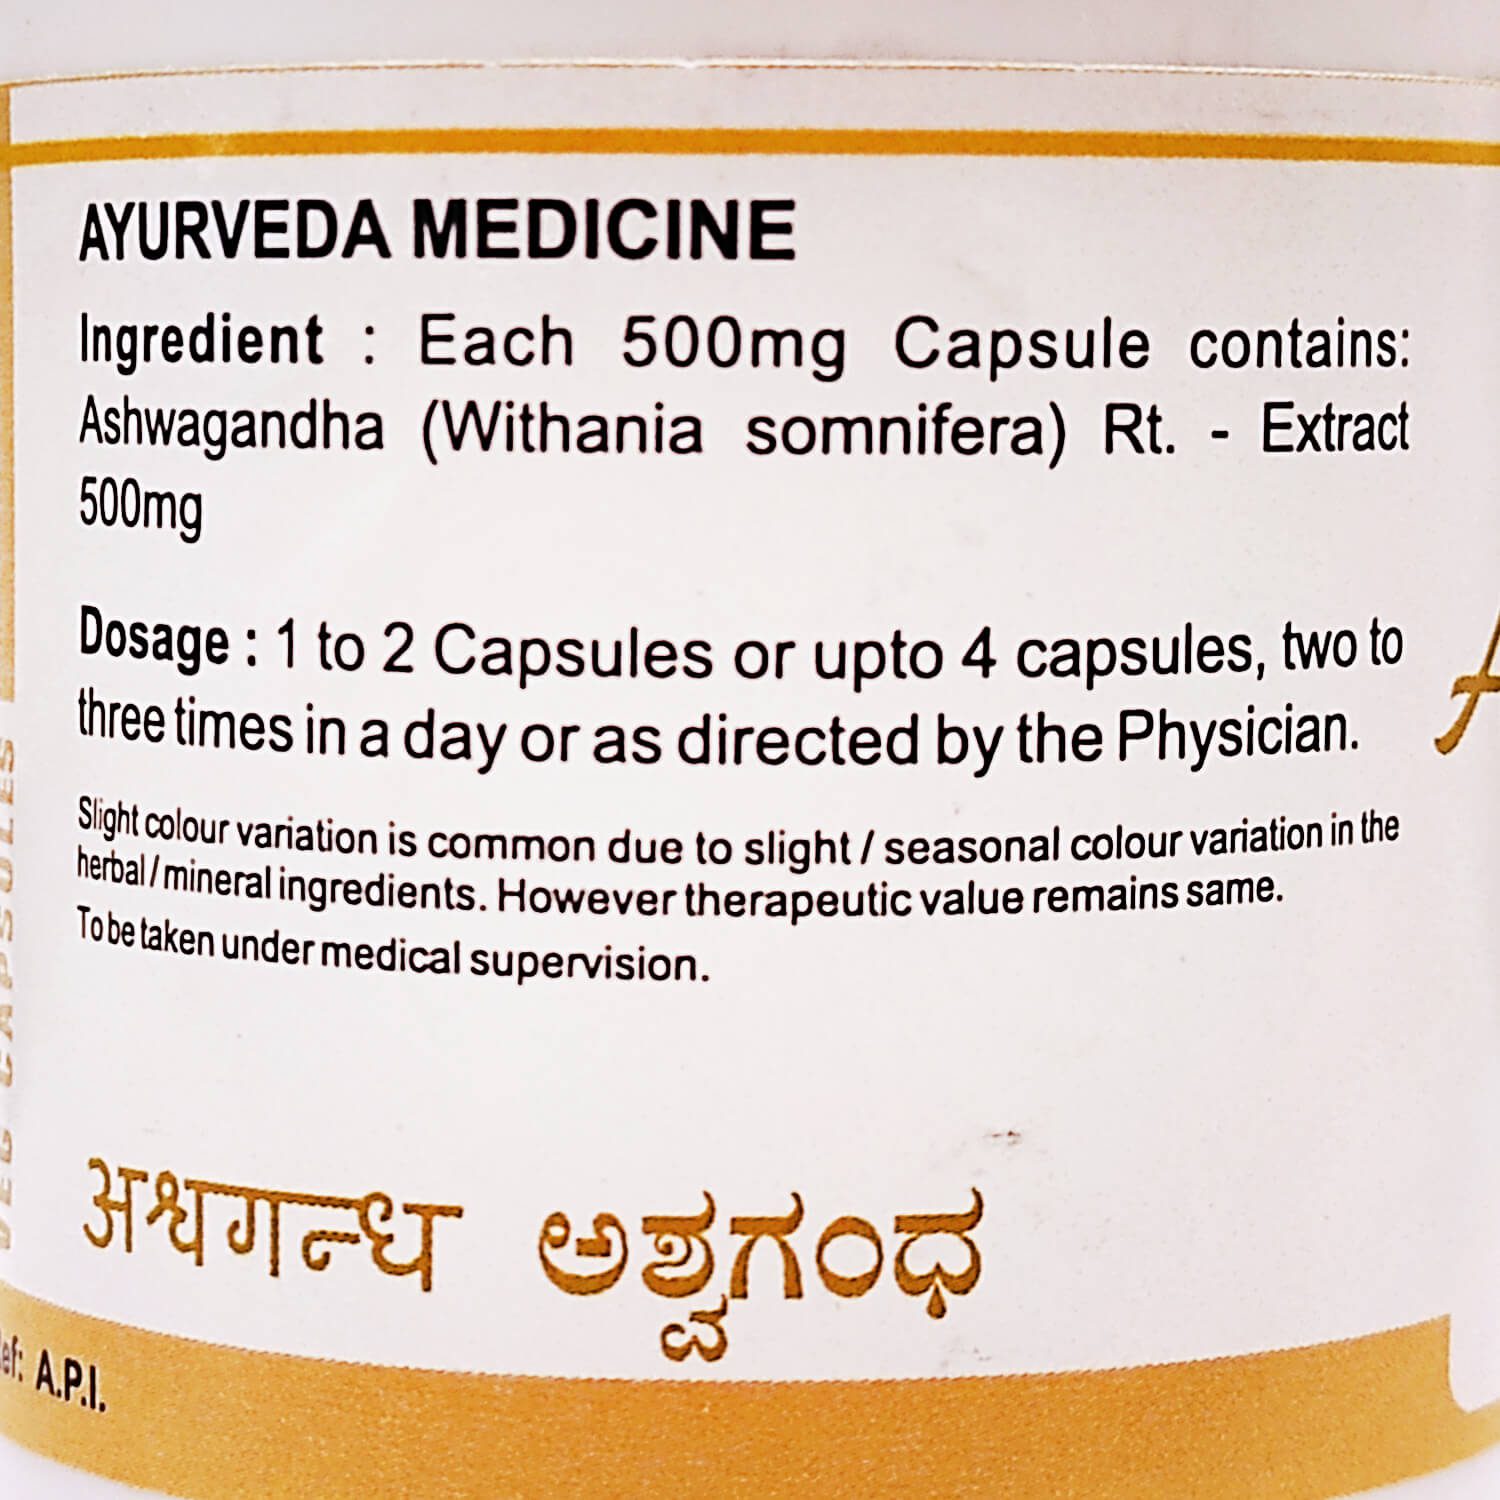 AYURVEDA MEDICINE
Ingredient : Each 500mg Capsule contains:
Ashwagandha (Withania somnifera) Rt. - Extract
500mg
Dosage : 1 to 2 Capsules or upto 4 capsules, two to
three times in a day or as directed by the Physician.
Slight colour variation is common due to slight / seasonal colour variation in the
herbal / mineral ingredients. However therapeutic value remains same.
To be taken under medical supervision.
अश्वगन्ध ಅಶ್ವಗಂಧ
A.P.I.
CAPSULES